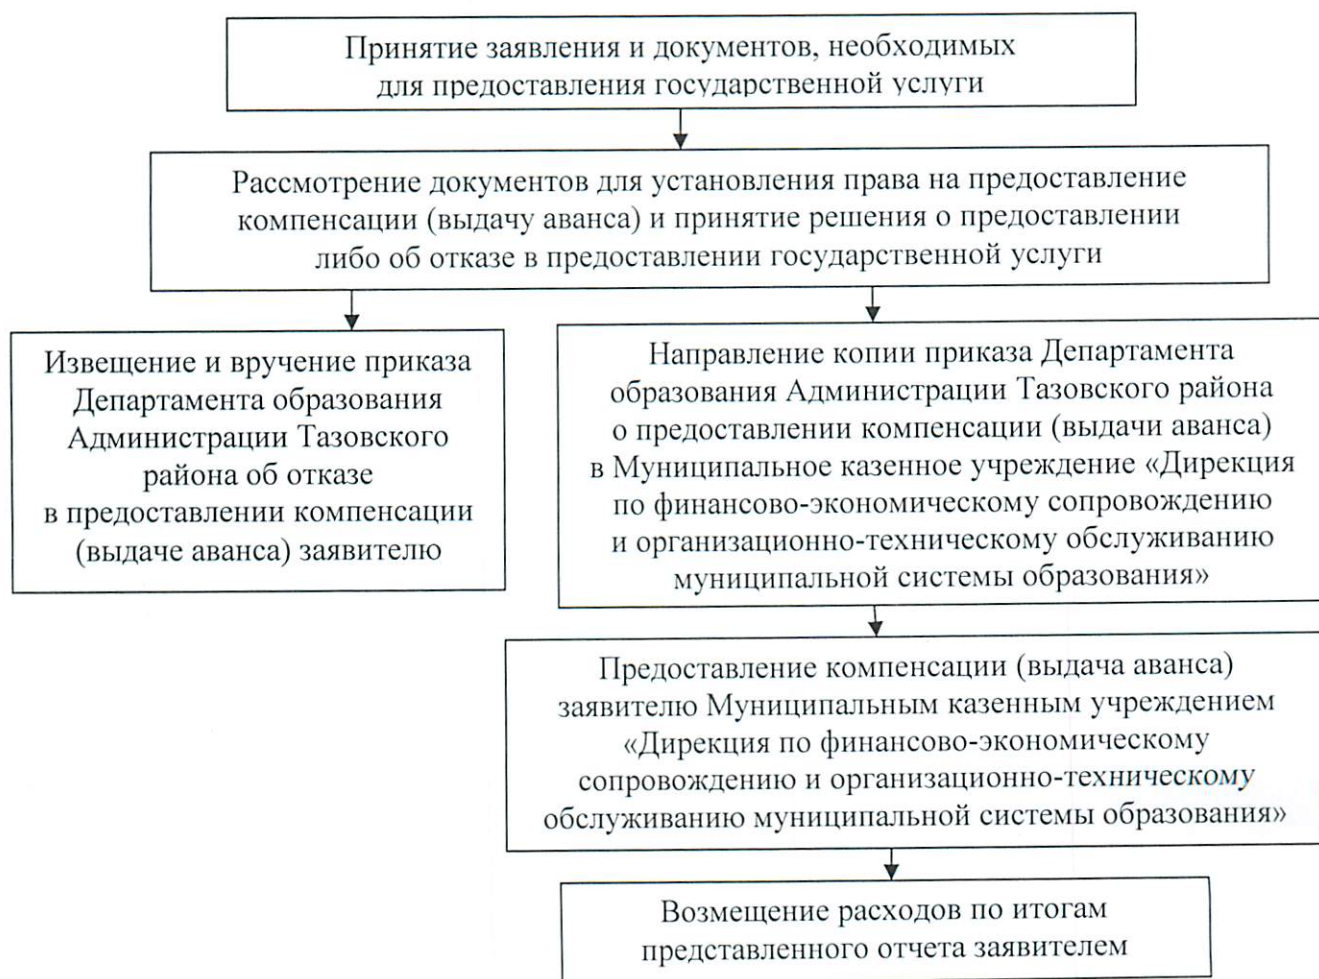 Принятие заявления и документов, необходимых
для предоставления государственной услуги
Рассмотрение документов для установления права на предоставление
компенсации (выдачу аванса) и принятие решения о предоставлении
либо об отказе в предоставлении государственной услуги
Извещение и вручение приказа
Департамента образования
Администрации Тазовского
района об отказе
в предоставлении компенсации
(выдаче аванса) заявителю
Направление копии приказа Департамента
образования Администрации Тазовского района
о предоставлении компенсации (выдачи аванса)
в Муниципальное казенное учреждение «Дирекция
по финансово-экономическому сопровождению
и организационно-техническому обслуживанию
муниципальной системы образования»
Предоставление компенсации (выдача аванса)
заявителю Муниципальным казенным учреждением
«Дирекция по финансово-экономическому
сопровождению и организационно-техническому
обслуживанию муниципальной системы образования»
Возмещение расходов по итогам
представленного отчета заявителем